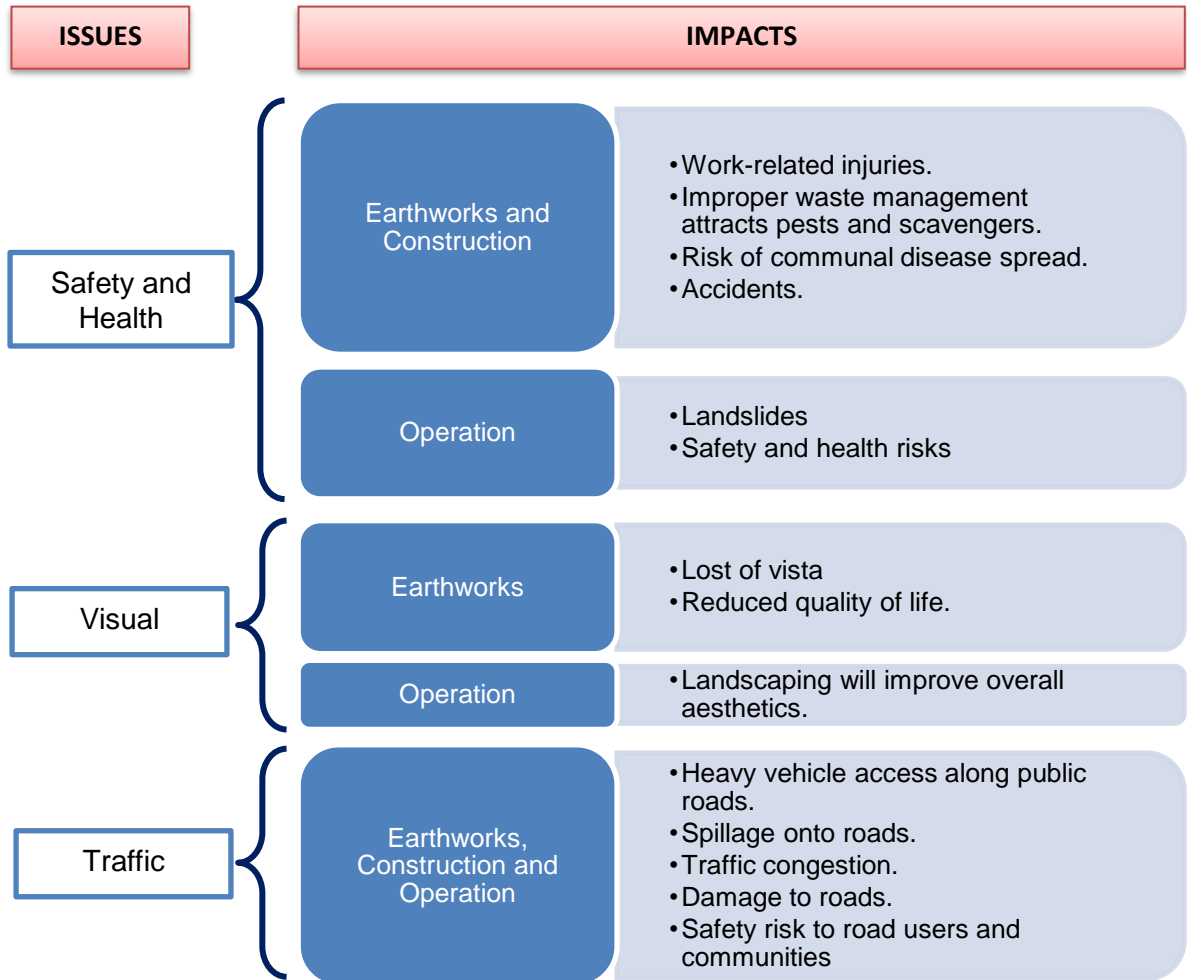 ISSUES
IMPACTS
Safety and
Health
Earthworks and
Construction
•Work-related injuries.
•Improper waste management
attracts pests and scavengers.
•Risk of communal disease spread.
•Accidents.
Operation
•Landslides
•Safety and health risks
Visual
Earthworks
•Lost of vista
•Reduced quality of life.
Operation
•Landscaping will improve overall
aesthetics.
Traffic
Earthworks,
Construction and
Operation
•Heavy vehicle access along public
roads.
•Spillage onto roads.
•Traffic congestion.
•Damage to roads.
•Safety risk to road users and
communities